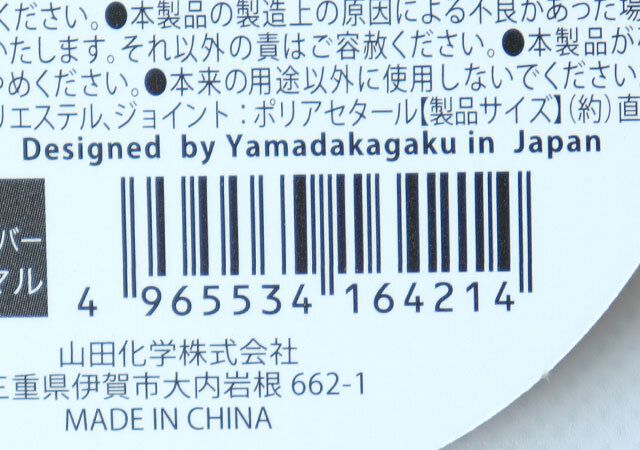 ください。●本製品の製造上の原因による不良があった場
いたします。それ以外の責はご容赦ください。●本製品が
めください。●本来の用途以外に使用しないでください。
リエステル、ジョイント：ポリアセタール【製品サイズ】（約）直
Designed by Yamadakagaku in Japan
バー
マル
4 965534 164214
山田化学株式会社
三重県伊賀市大内岩根 662-1
MADE IN CHINA